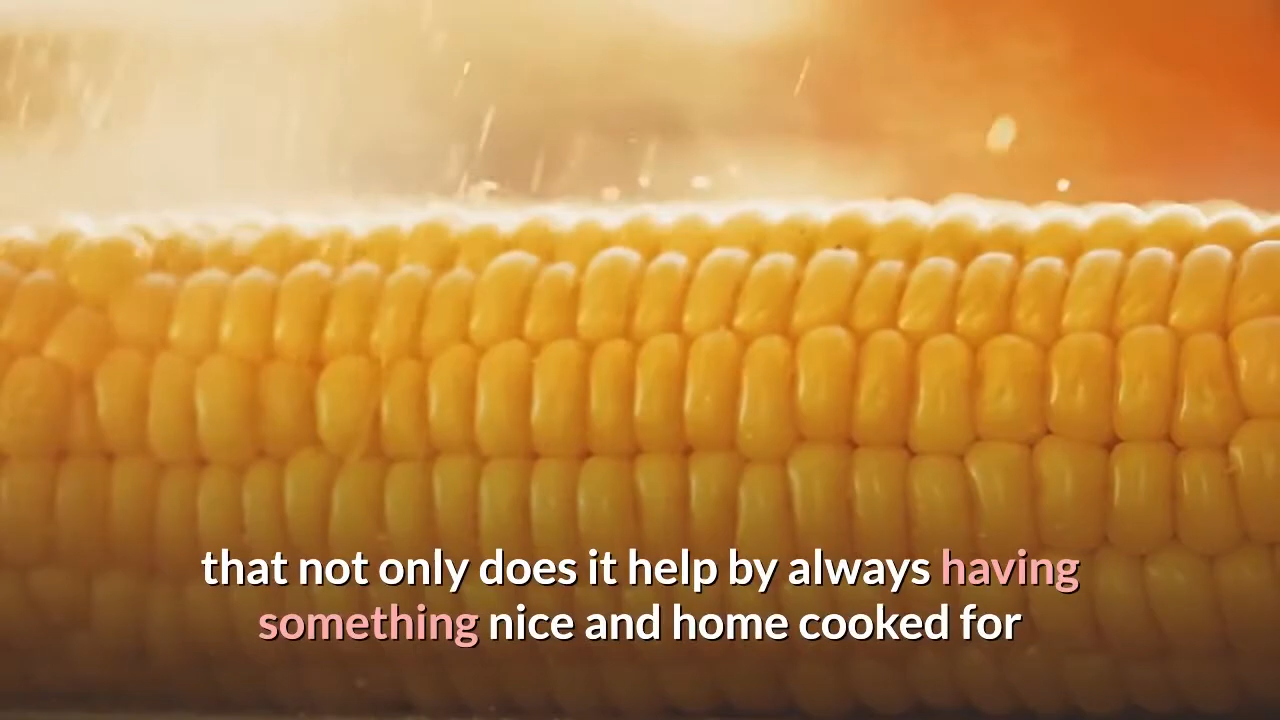 that not only does it help by always having
something nice and home cooked for